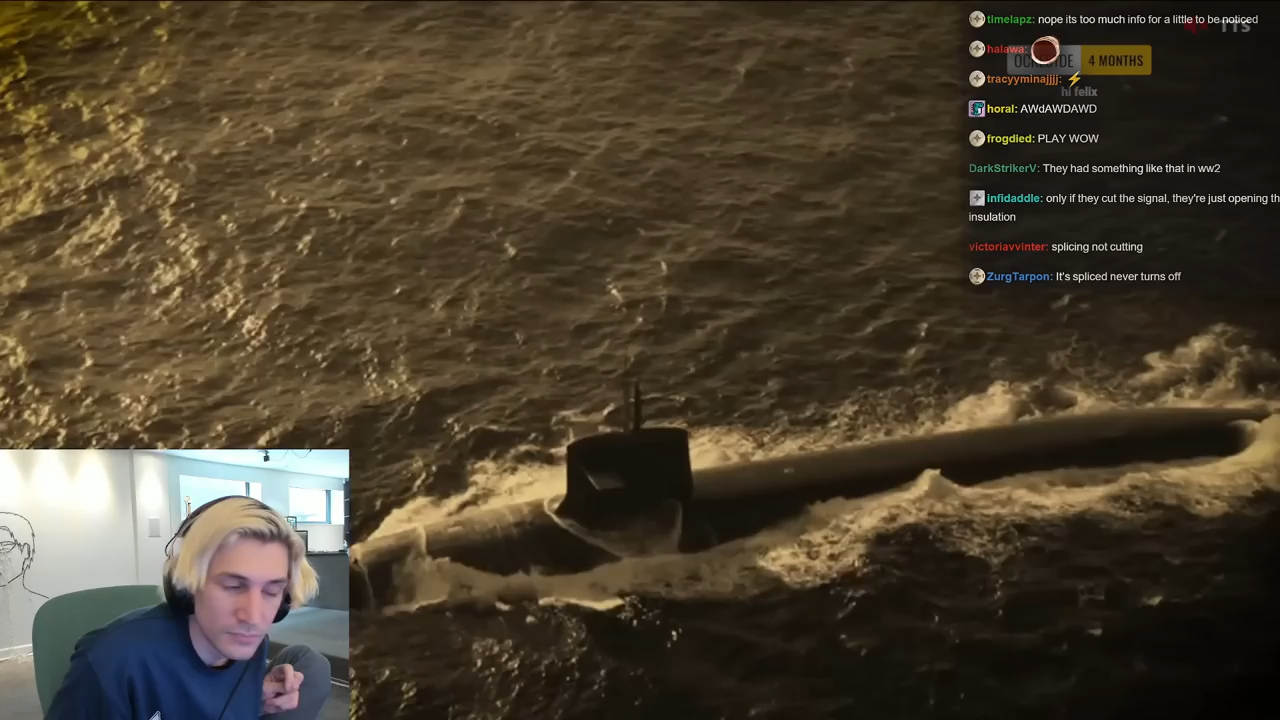 timelapz: nope its too much info for a little to be noticed
TTS
halawa:
4 MONTHS
tracyyminajjjj: ⚡
hi felix
horal: AWdAWDAWD
frogdied: PLAY WOW
DarkStrikerV: They had something like that in ww2
infidaddle: only if they cut the signal, they're just opening th
insulation
victoriavvinter: splicing not cutting
ZurgTarpon: It's spliced never turns off